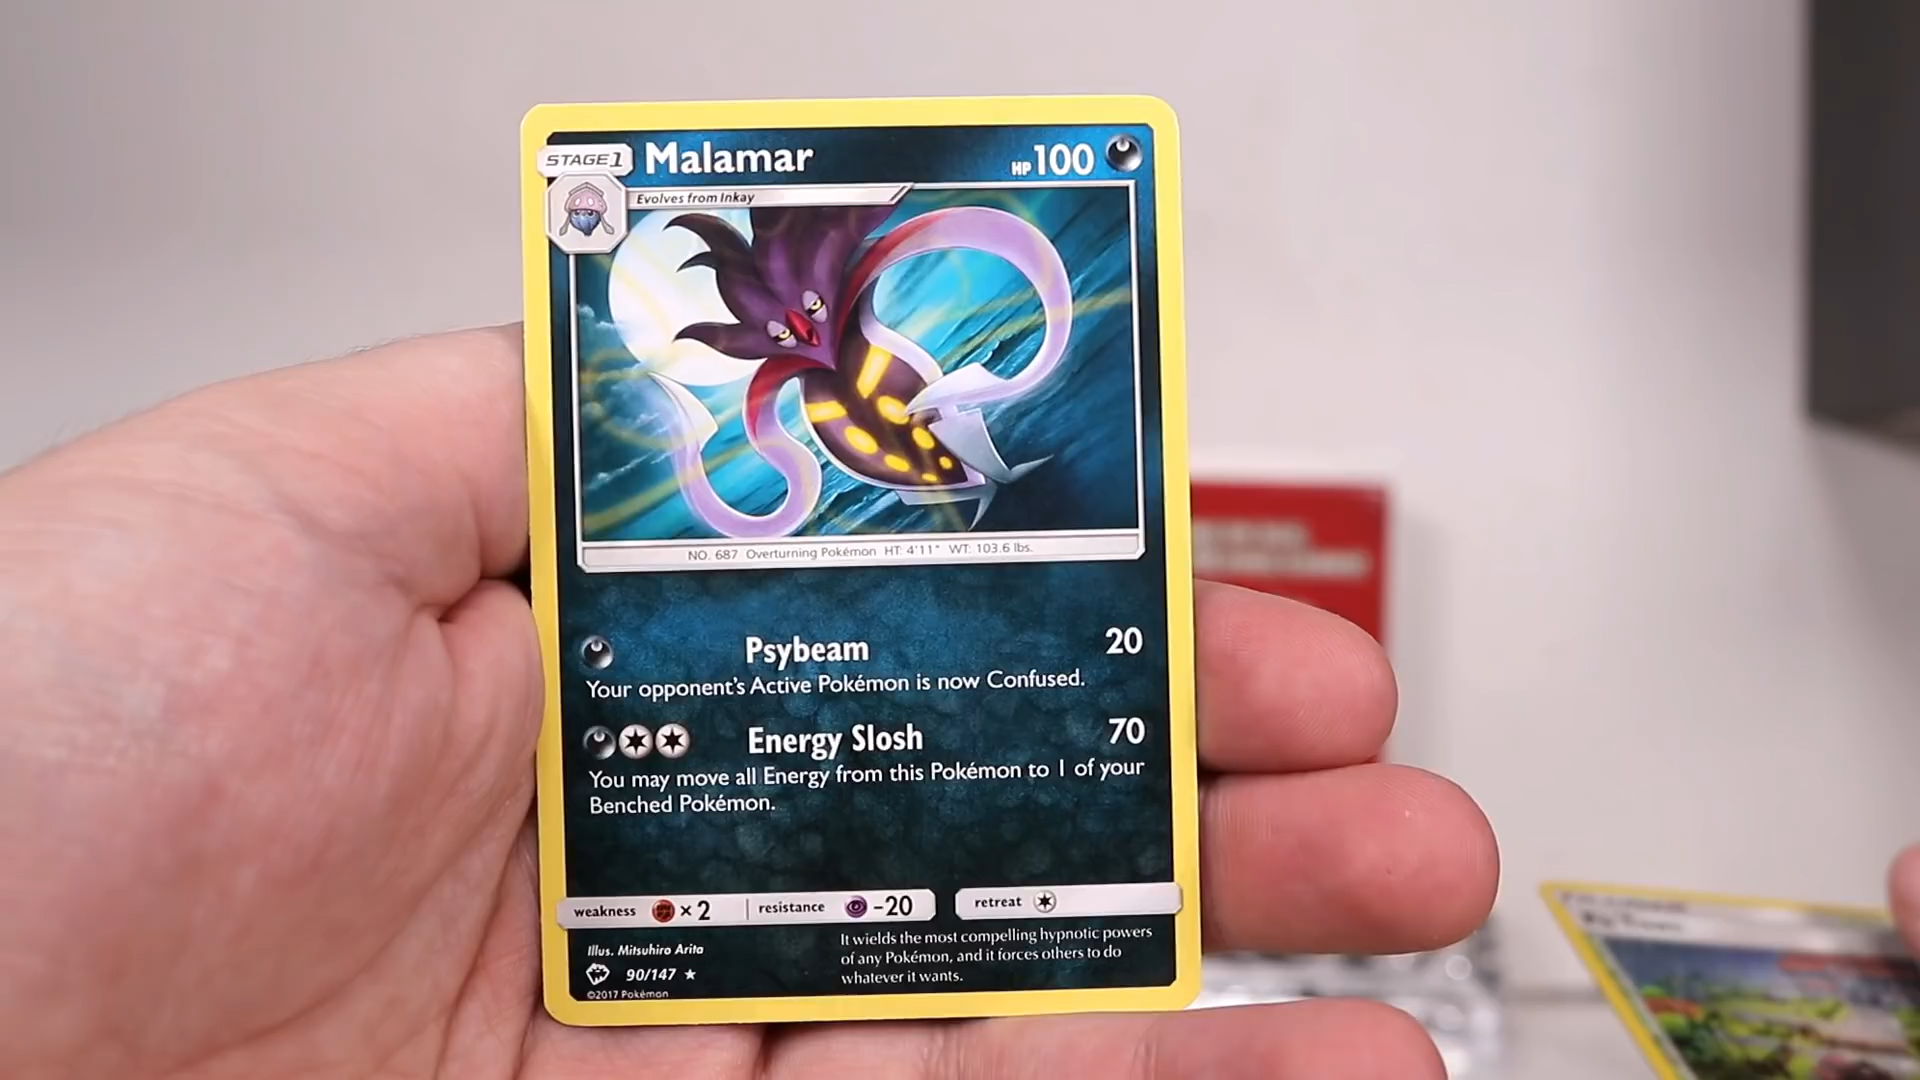 STAGE1 Malamar HP100
Evolves from Inkay
NO. 687 Overturning Pokémon HT: 4'11" WT: 103.6 lbs.
Psybeam 20
Your opponent's Active Pokémon is now Confused.
Energy Slosh 70
You may move all Energy from this Pokémon to 1 of your
Benched Pokémon.
weakness ×2 resistance -20 retreat
Illus. Mitsuhiro Arita
90/147
©2017 Pokémon
It wields the most compelling hypnotic powers
of any Pokémon, and it forces others to do
whatever it wants.